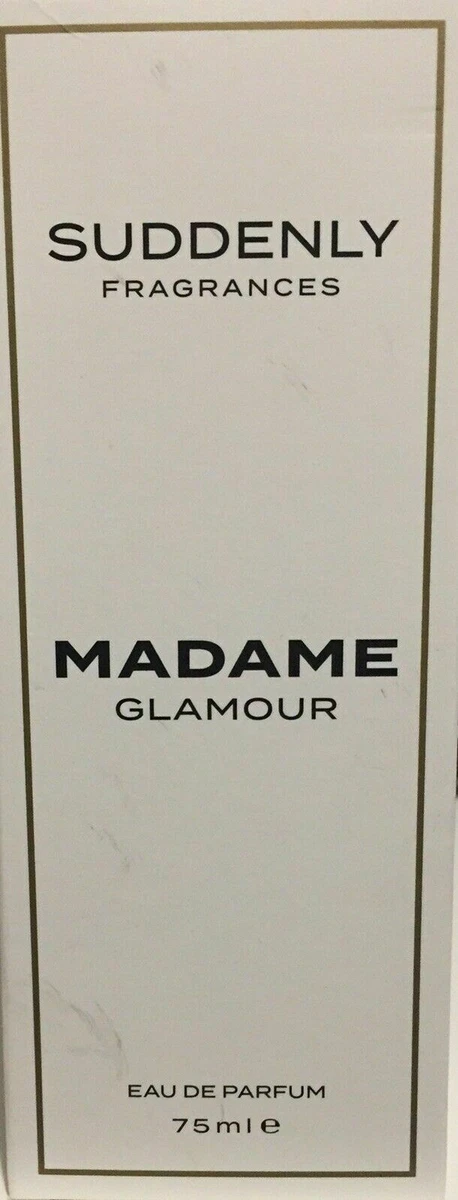 SUDDENLY
FRAGRANCES
MADAME
GLAMOUR
EAU DE PARFUM
75ml ℮